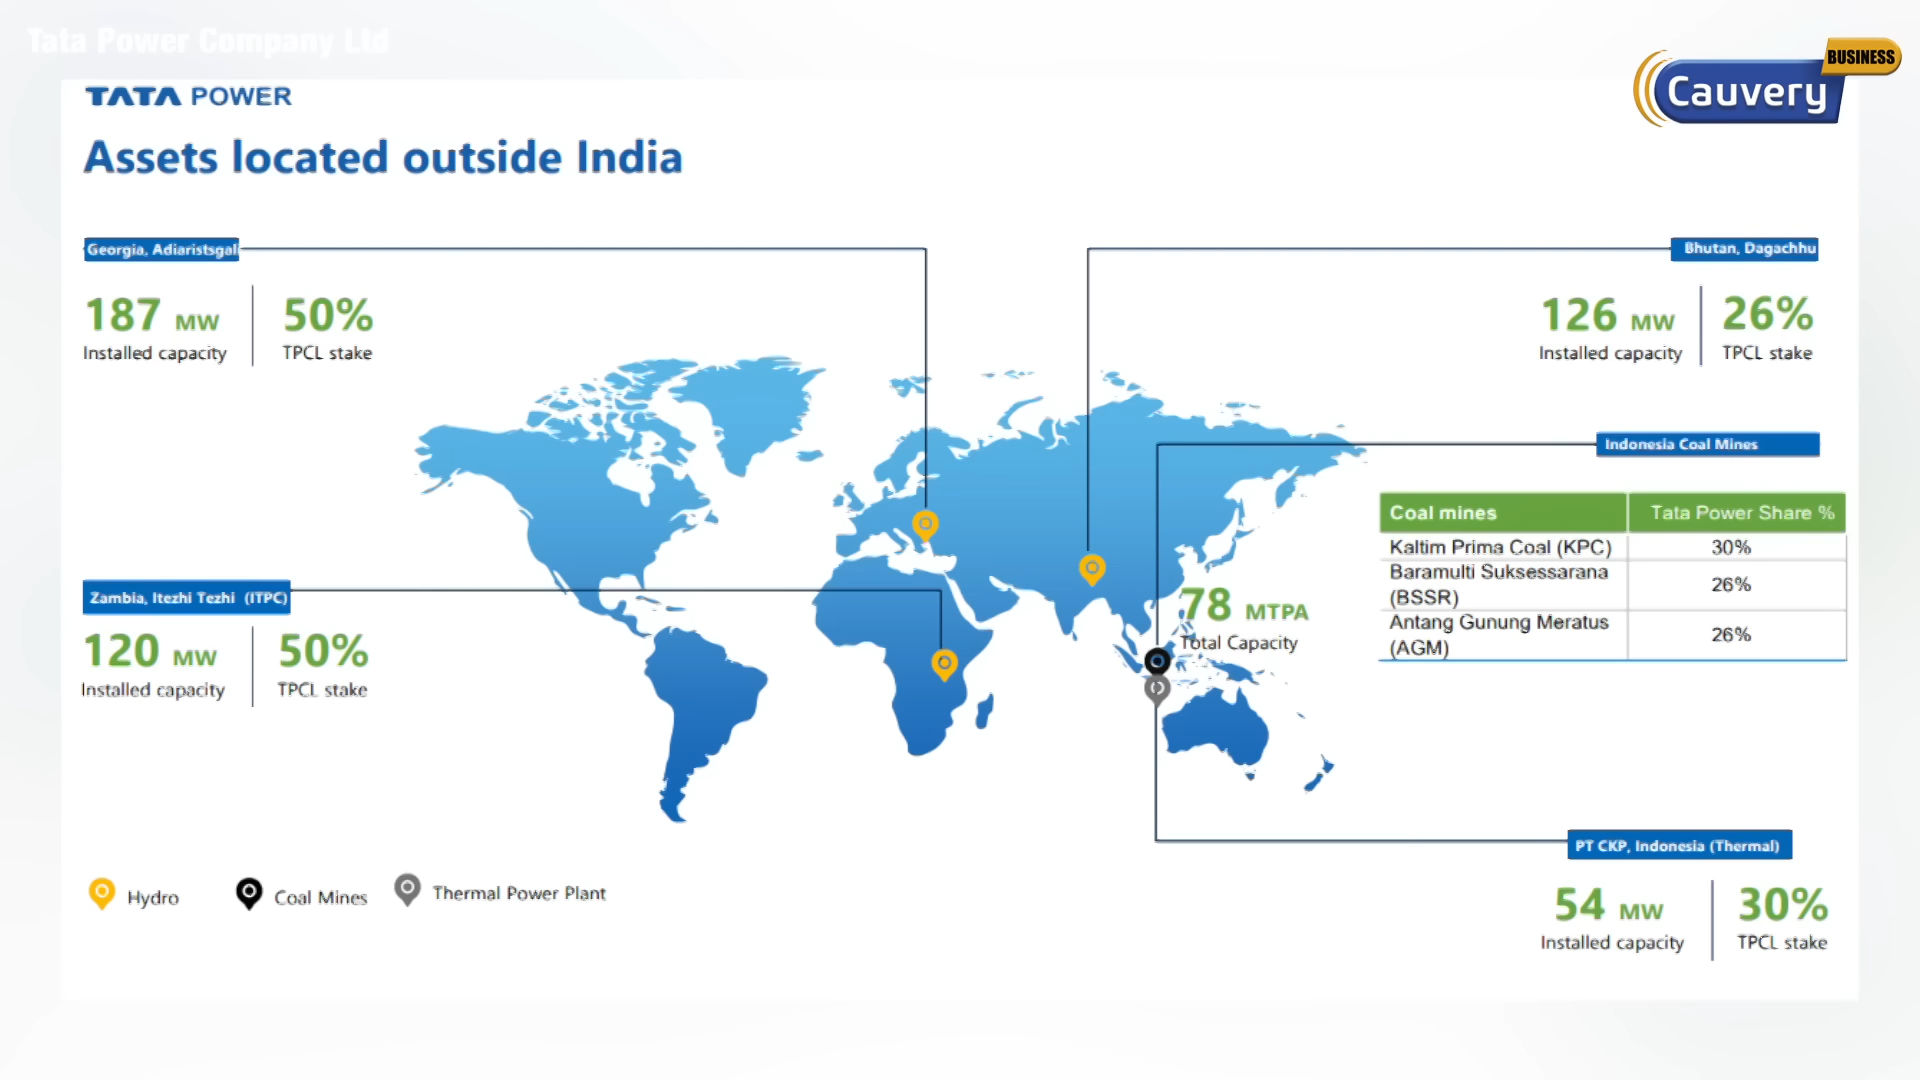 Tata Power Company Ltd
BUSINESS
Cauvery
TATA POWER
Assets located outside India
Georgia, Adjaristsgali
187 MW
Installed capacity
50%
TPCL stake
Bhutan, Dagachhu
126 MW
Installed capacity
26%
TPCL stake
Indonesia Coal Mines
Coal mines Tata Power Share %
Kaltim Prima Coal (KPC) 30%
Baramulti Suksessarana
(BSSR)
26%
Antang Gunung Meratus
(AGM)
26%
78 MTPA
Total Capacity
Zambia, Itezhi Tezhi (ITPC)
120 MW
Installed capacity
50%
TPCL stake
PT CKP, Indonesia (Thermal)
54 MW
Installed capacity
30%
TPCL stake
Hydro
Coal Mines
Thermal Power Plant